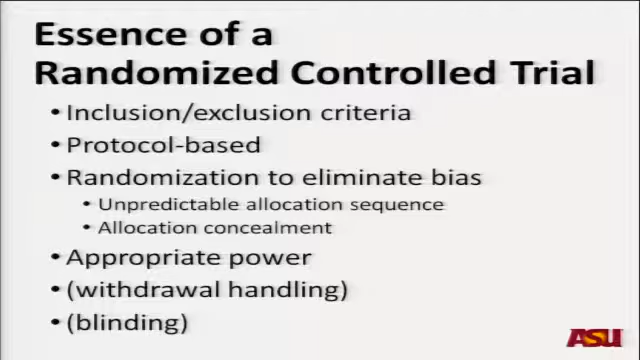 Essence of a
Randomized Controlled Trial
• Inclusion/exclusion criteria
• Protocol-based
• Randomization to eliminate bias
• Unpredictable allocation sequence
• Allocation concealment
• Appropriate power
• (withdrawal handling)
• (blinding)
ASU